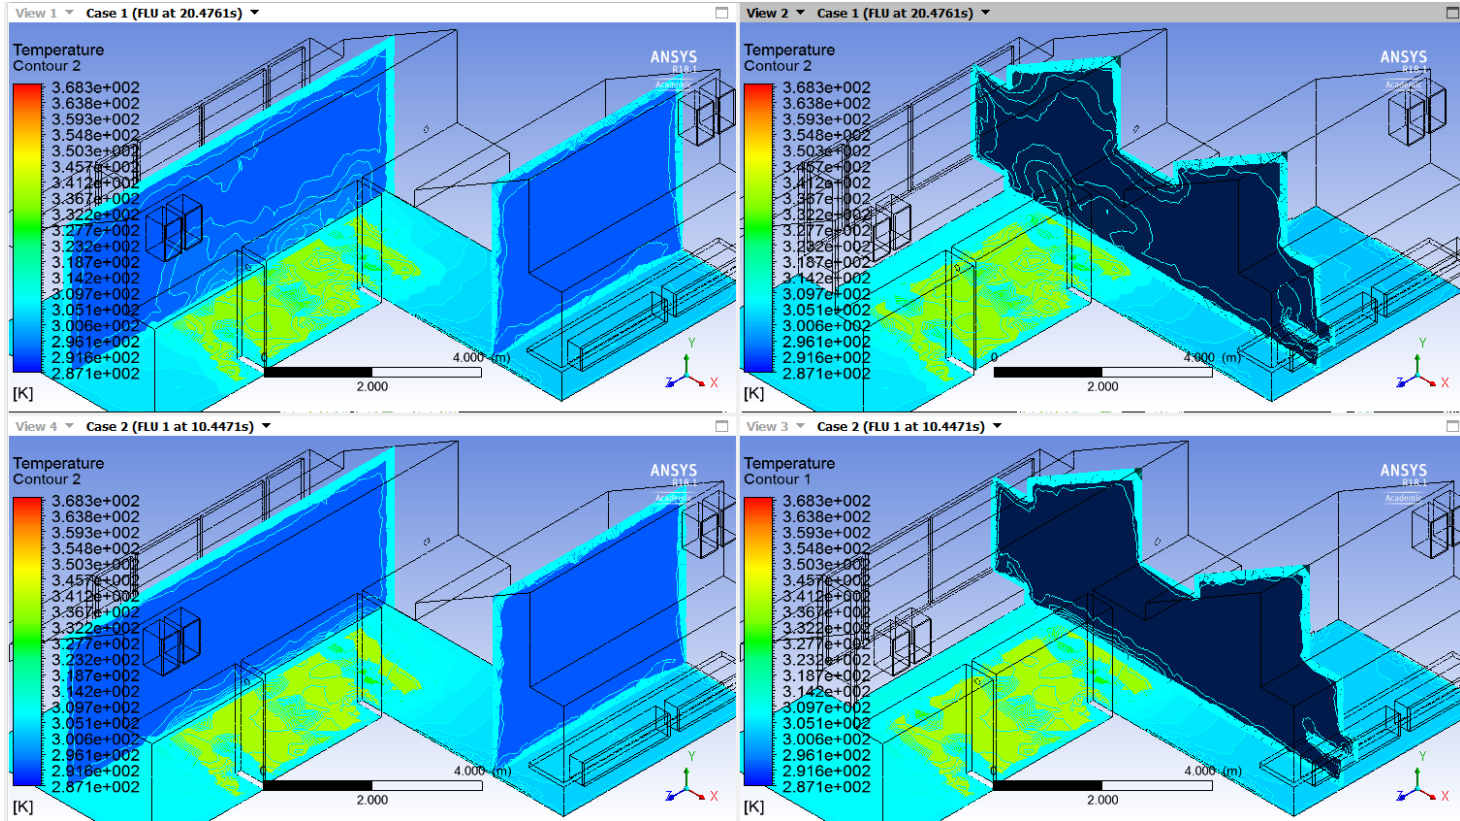 View 1 Case 1 (FLU at 20.4761s)
Temperature
Contour 2
3.683e+002
3.638e+002
3.593e+002
3.548e+002
3.503e+002
3.457e+002
3.412e+002
3.367e+002
3.322e+002
3.277e+002
3.232e+002
3.187e+002
3.142e+002
3.097e+002
3.051e+002
3.006e+002
2.961e+002
2.916e+002
2.871e+002
[K]
ANSYS
R18.1
Academic
0
4.000 (m)
2.000
Y
Z
X
View 2 Case 1 (FLU at 20.4761s)
Temperature
Contour 2
3.683e+002
3.638e+002
3.593e+002
3.548e+002
3.503e+002
3.457e+002
3.412e+002
3.367e+002
3.322e+002
3.277e+002
3.232e+002
3.187e+002
3.142e+002
3.097e+002
3.051e+002
3.006e+002
2.961e+002
2.916e+002
2.871e+002
[K]
ANSYS
R18.1
Academic
0
4.000 (m)
2.000
Y
Z
X
View 4 Case 2 (FLU 1 at 10.4471s)
Temperature
Contour 2
3.683e+002
3.638e+002
3.593e+002
3.548e+002
3.503e+002
3.457e+002
3.412e+002
3.367e+002
3.322e+002
3.277e+002
3.232e+002
3.187e+002
3.142e+002
3.097e+002
3.051e+002
3.006e+002
2.961e+002
2.916e+002
2.871e+002
[K]
ANSYS
R18.1
Academic
0
4.000 (m)
2.000
Y
Z
X
View 3 Case 2 (FLU 1 at 10.4471s)
Temperature
Contour 1
3.683e+002
3.638e+002
3.593e+002
3.548e+002
3.503e+002
3.457e+002
3.412e+002
3.367e+002
3.322e+002
3.277e+002
3.232e+002
3.187e+002
3.142e+002
3.097e+002
3.051e+002
3.006e+002
2.961e+002
2.916e+002
2.871e+002
[K]
ANSYS
R18.1
Academic
0
4.000 (m)
2.000
Y
Z
X